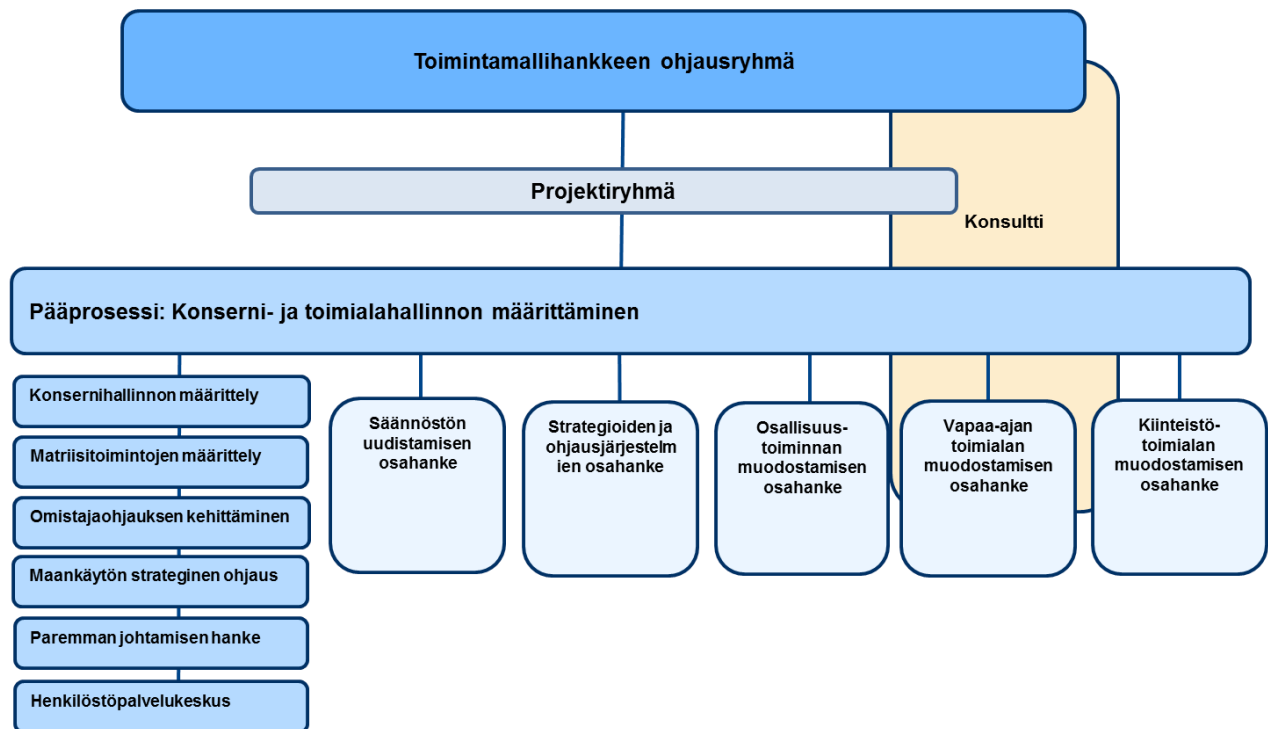 Toimintamallihankkeen ohjausryhmä
Projektiryhmä
Konsultti
Pääprosessi: Konserni- ja toimialahallinnon määrittäminen
Konsernihallinnon määrittely
Matriisitoimintojen määrittely
Omistajaohjauksen kehittäminen
Maankäytön strateginen ohjaus
Paremman johtamisen hanke
Henkilöstöpalvelukeskus
Säännöstön
uudistamisen
osahanke
Strategioiden ja
ohjausjärjestelm
ien osahanke
Osallisuus-
toiminnan
muodostamisen
osahanke
Vapaa-ajan
toimialan
muodostamisen
osahanke
Kiinteistö-
toimialan
muodostamisen
osahanke